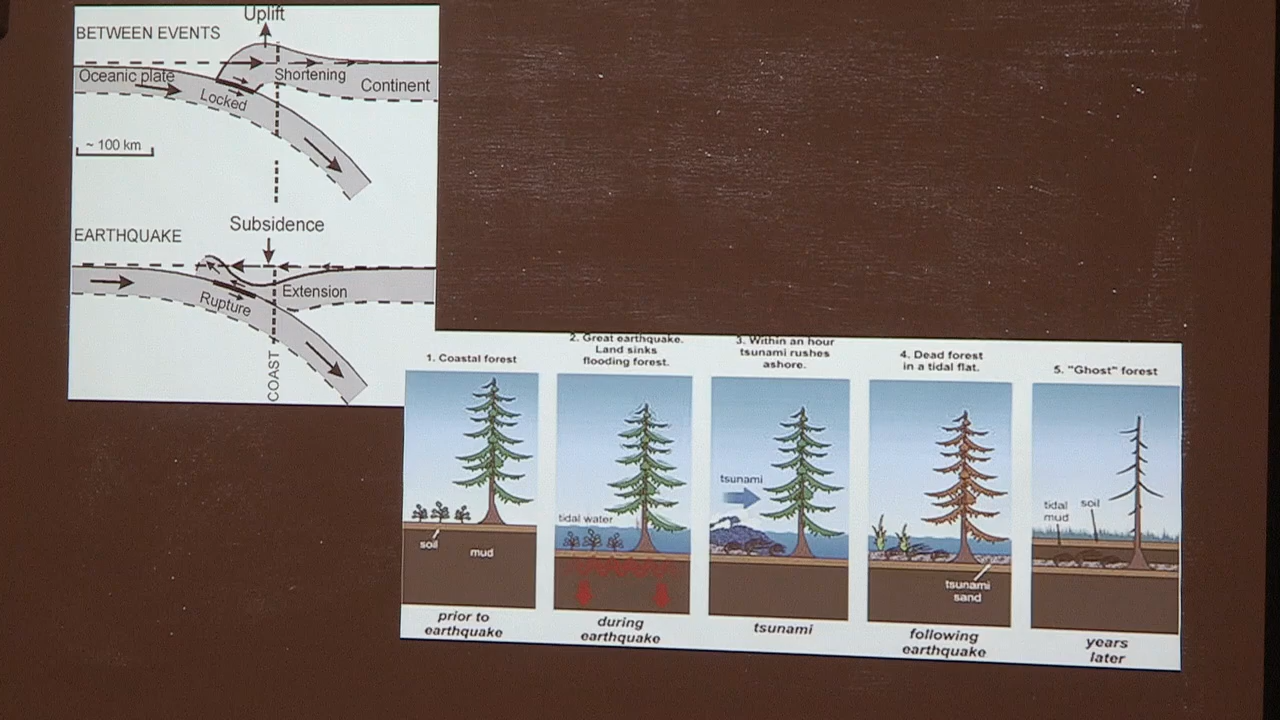 Uplift
BETWEEN EVENTS
Oceanic plate
Shortening
Continent
Locked
~ 100 km
Subsidence
EARTHQUAKE
Extension
Rupture
COAST
1. Coastal forest
soil
mud
prior to
earthquake
2. Great earthquake.
Land sinks
flooding forest.
tidal water
during
earthquake
3. Within an hour
tsunami rushes
ashore.
tsunami
tsunami
4. Dead forest
in a tidal flat.
tsunami
sand
following
earthquake
5. "Ghost" forest
tidal
mud
soil
years
later